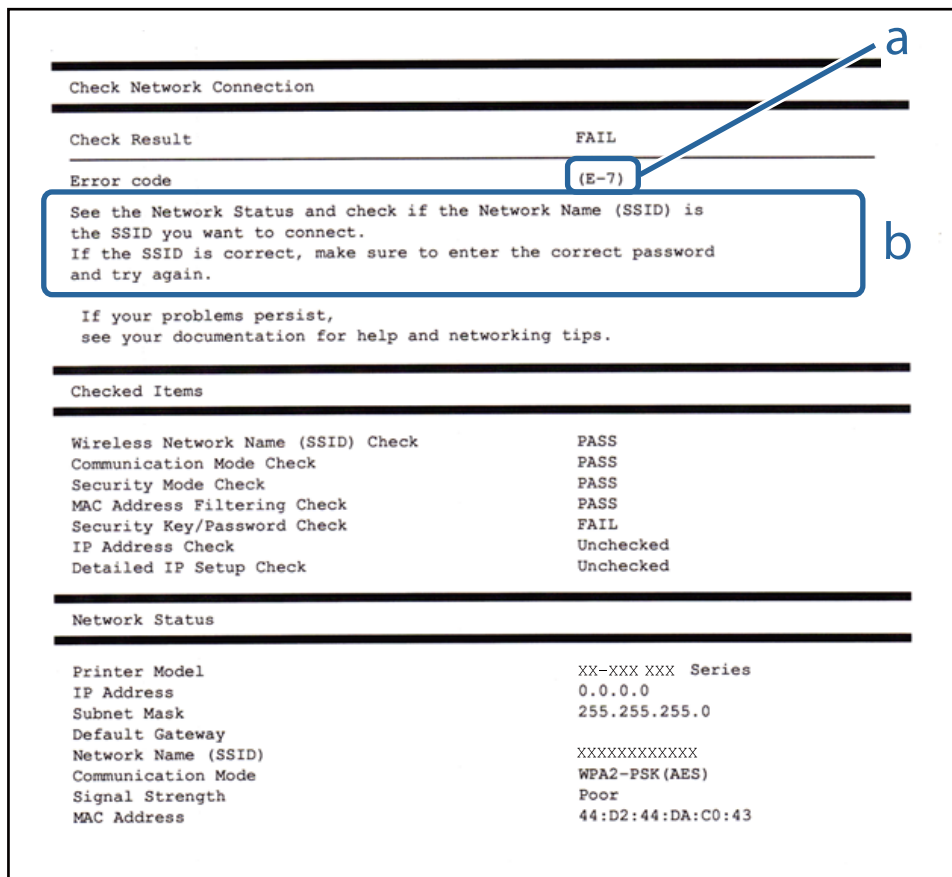 a
Check Network Connection
Check Result FAIL
Error code (E-7)
See the Network Status and check if the Network Name (SSID) is
the SSID you want to connect.
If the SSID is correct, make sure to enter the correct password
and try again.
b
If your problems persist,
see your documentation for help and networking tips.
Checked Items
Wireless Network Name (SSID) Check PASS
Communication Mode Check PASS
Security Mode Check PASS
MAC Address Filtering Check PASS
Security Key/Password Check FAIL
IP Address Check Unchecked
Detailed IP Setup Check Unchecked
Network Status
Printer Model XX-XXX XXX Series
IP Address 0.0.0.0
Subnet Mask 255.255.255.0
Default Gateway
Network Name (SSID) XXXXXXXXXXXX
Communication Mode WPA2-PSK(AES)
Signal Strength Poor
MAC Address 44:D2:44:DA:C0:43